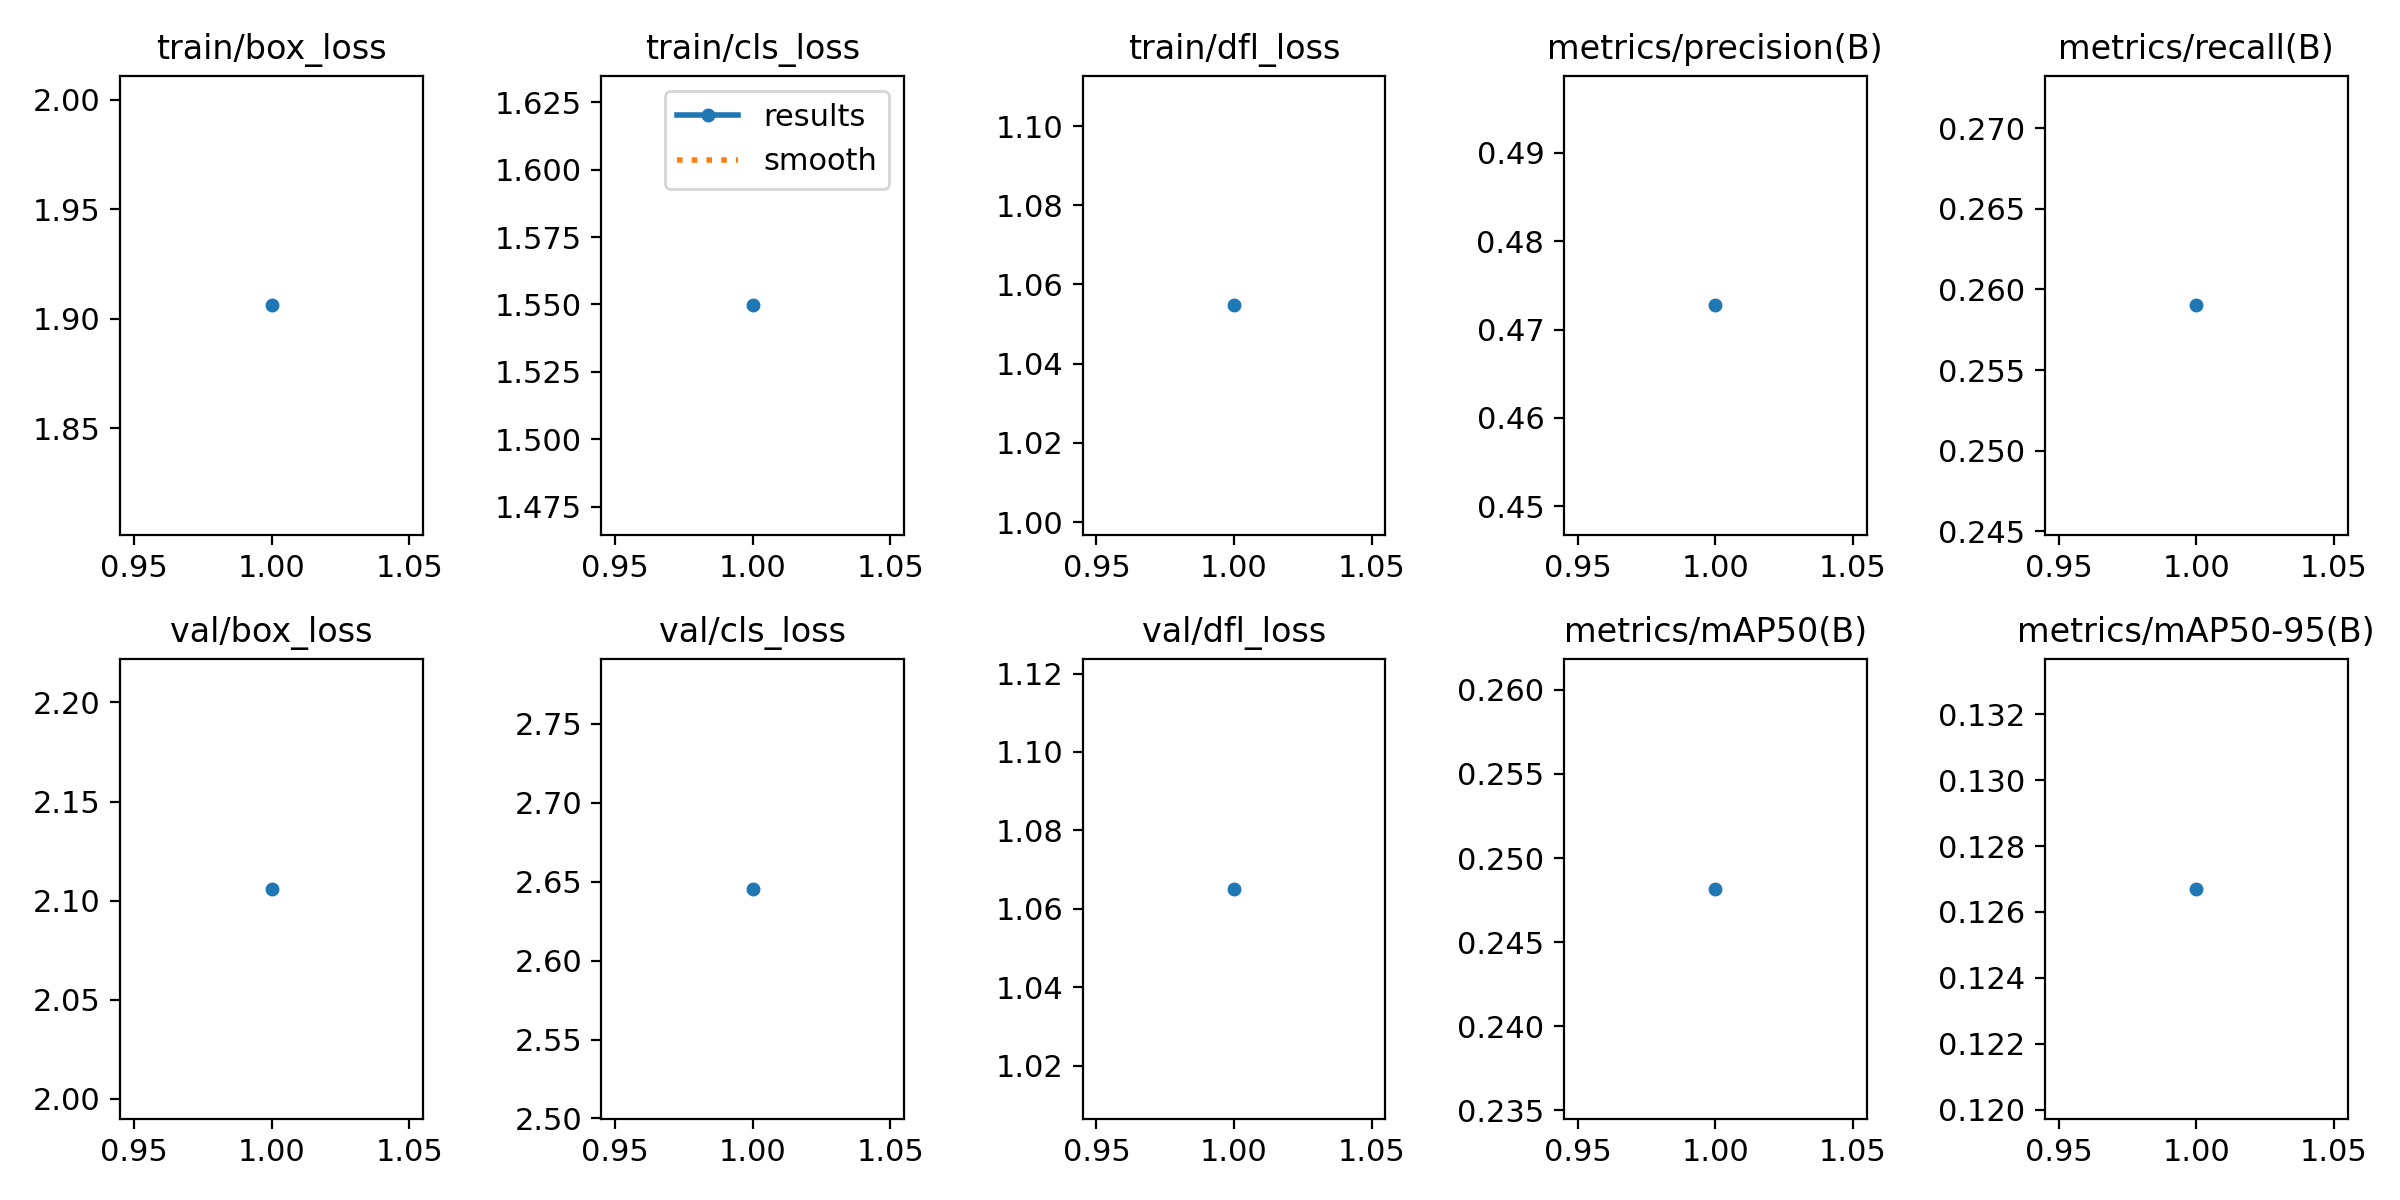 train/box_loss
2.00
1.95
1.90
1.85
0.95 1.00 1.05
train/cls_loss
results
smooth
1.625
1.600
1.575
1.550
1.525
1.500
1.475
0.95 1.00 1.05
train/dfl_loss
1.10
1.08
1.06
1.04
1.02
1.00
0.95 1.00 1.05
metrics/precision(B)
0.49
0.48
0.47
0.46
0.45
0.95 1.00 1.05
metrics/recall(B)
0.270
0.265
0.260
0.255
0.250
0.245
0.95 1.00 1.05
val/box_loss
2.20
2.15
2.10
2.05
2.00
0.95 1.00 1.05
val/cls_loss
2.75
2.70
2.65
2.60
2.55
2.50
0.95 1.00 1.05
val/dfl_loss
1.12
1.10
1.08
1.06
1.04
1.02
0.95 1.00 1.05
metrics/mAP50(B)
0.260
0.255
0.250
0.245
0.240
0.235
0.95 1.00 1.05
metrics/mAP50-95(B)
0.132
0.130
0.128
0.126
0.124
0.122
0.120
0.95 1.00 1.05